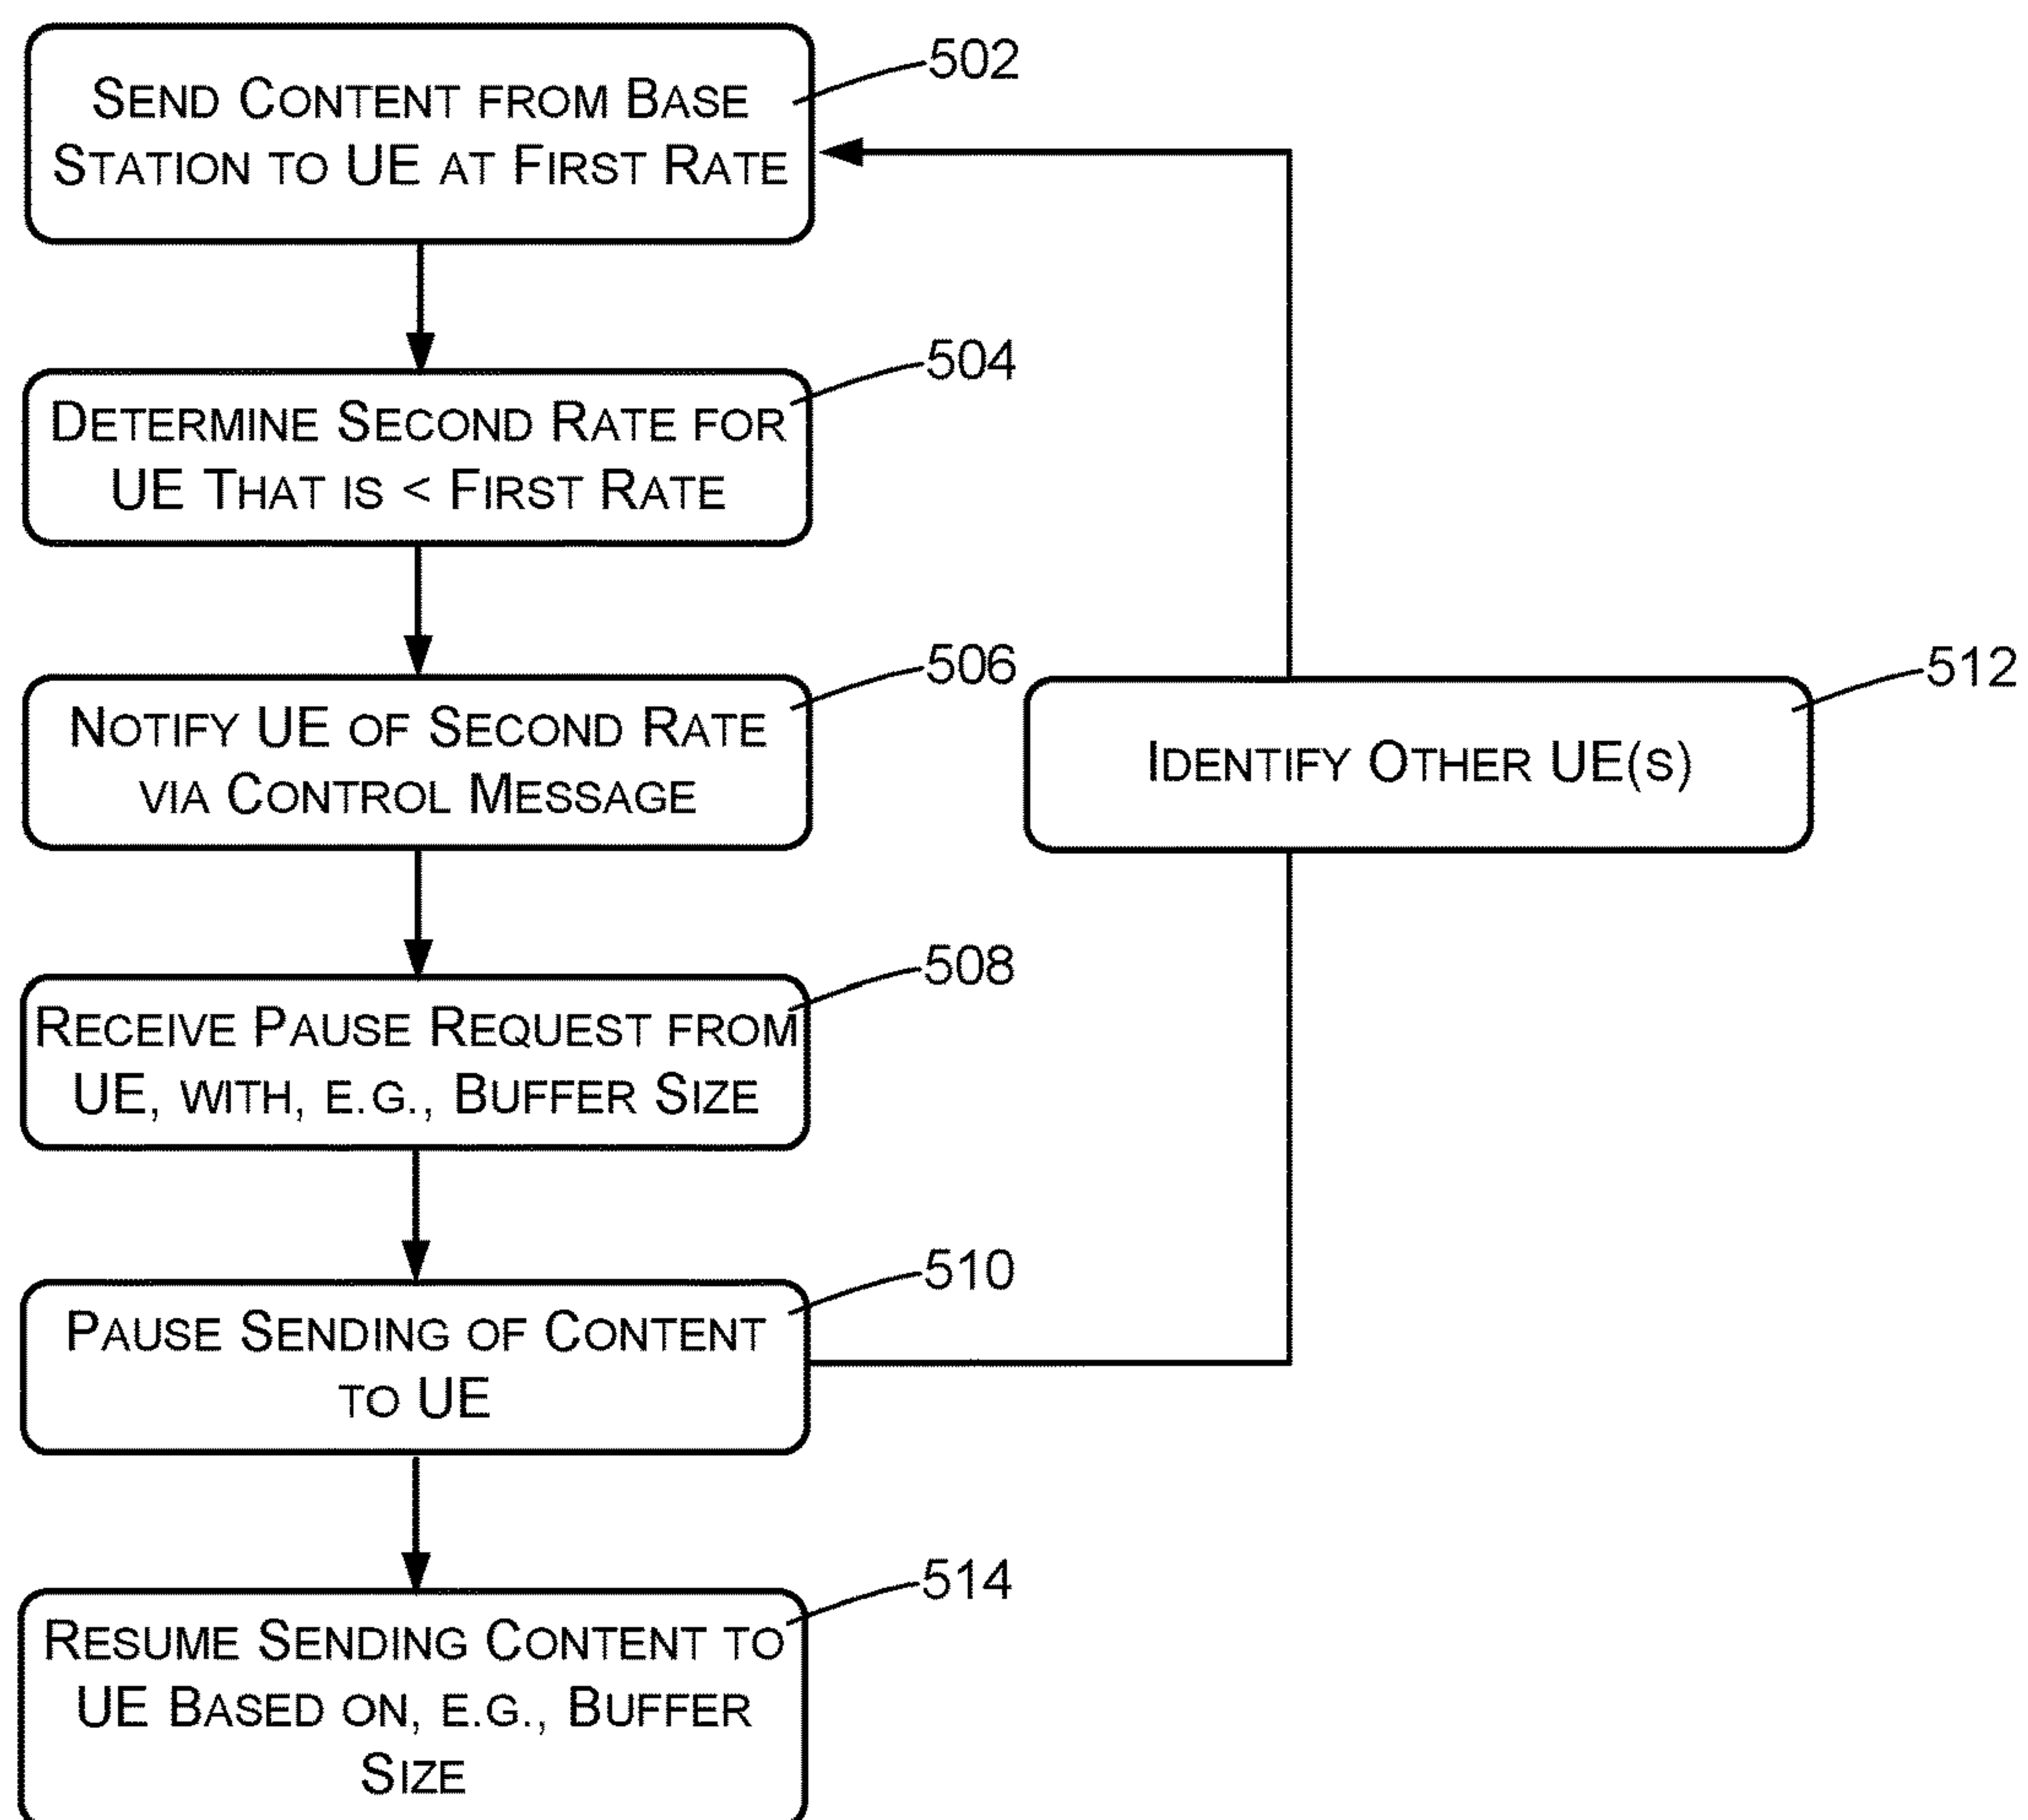 SEND CONTENT FROM BASE
STATION TO UE AT FIRST RATE
502
DETERMINE SECOND RATE FOR
UE THAT IS < FIRST RATE
504
NOTIFY UE OF SECOND RATE
VIA CONTROL MESSAGE
506
IDENTIFY OTHER UE(S)
512
RECEIVE PAUSE REQUEST FROM
UE, WITH, E.G., BUFFER SIZE
508
PAUSE SENDING OF CONTENT
TO UE
510
RESUME SENDING CONTENT TO
UE BASED ON, E.G., BUFFER
SIZE
514